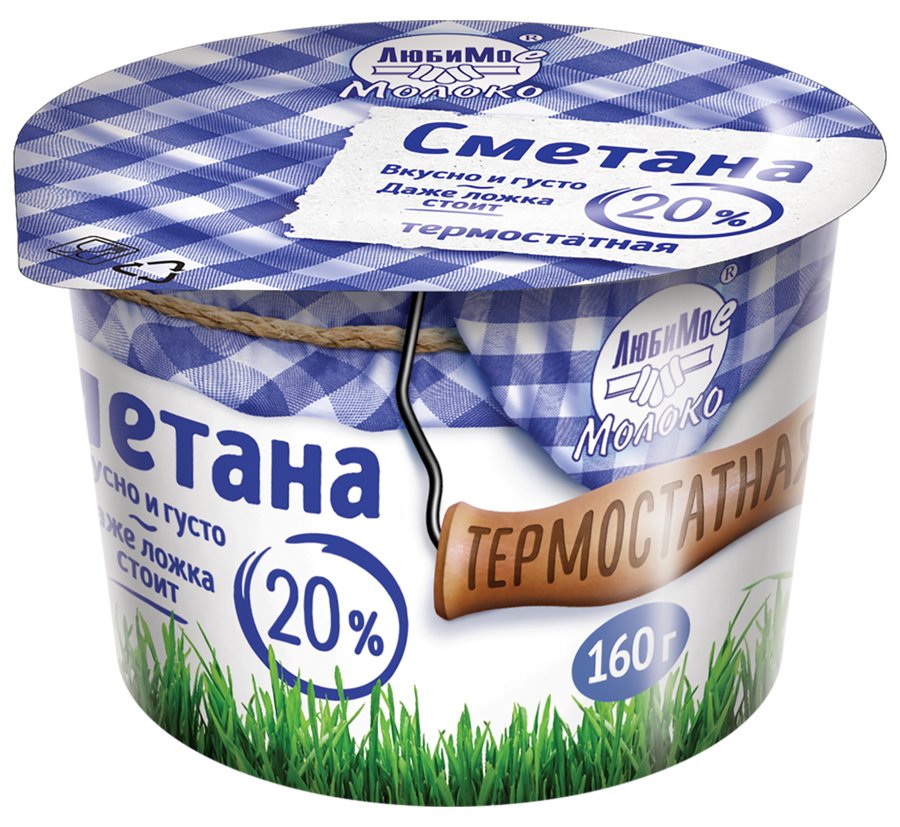 ЛюбиМое®
Молоко
Сметана
Вкусно и густо
Даже ложка
стоит
20%
термостатная
ЛюбиМое®
Молоко
метана
кусно и густо
аже ложка
стоит
20%
ТЕРМОСТАТНАЯ
160 г